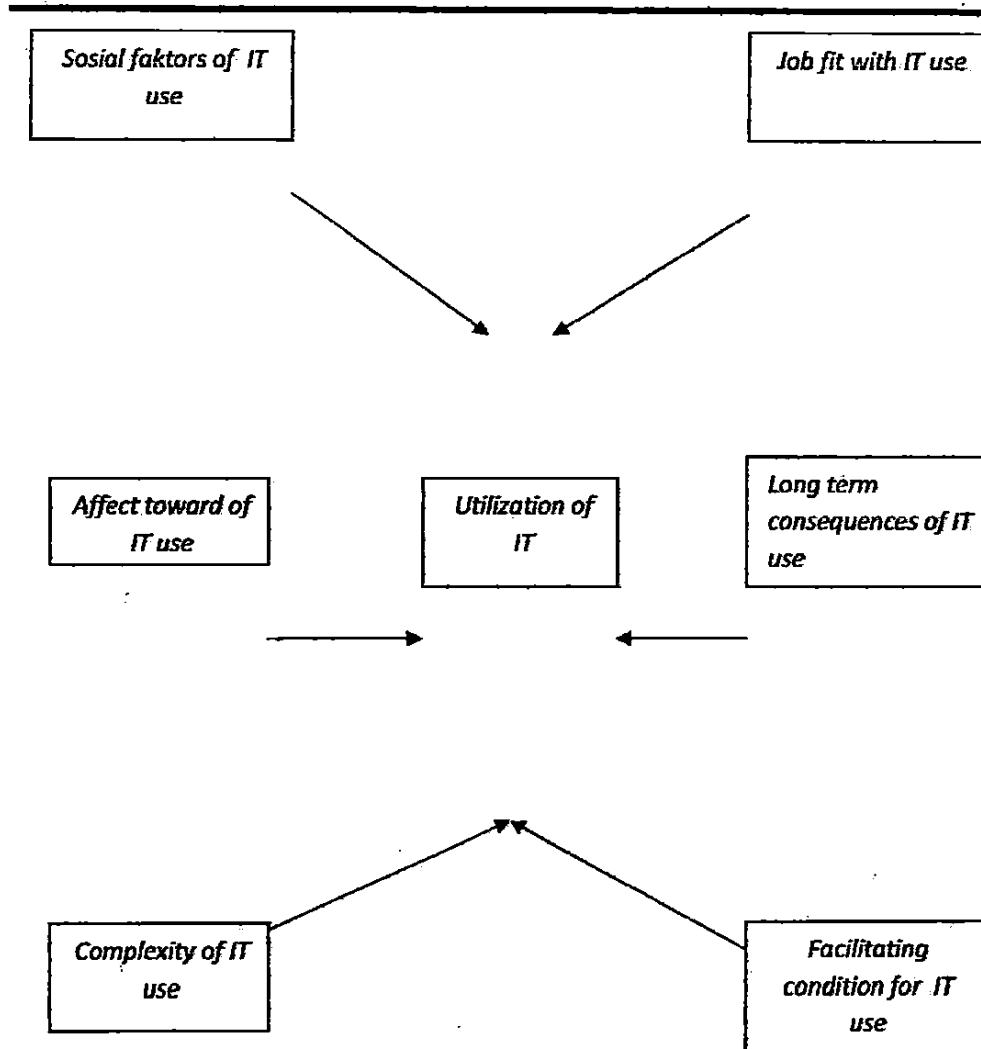 Sosial faktors of IT
use
Job fit with IT use
Affect toward of
IT use
Utilization of
IT
Long term
consequences of IT
use
Complexity of IT
use
Facilitating
condition for IT
use